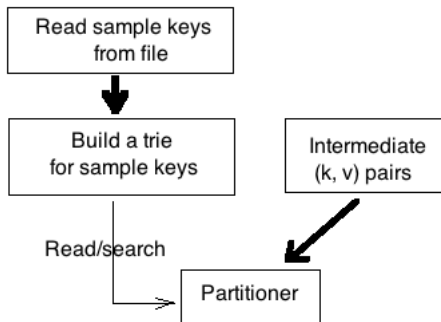 Read sample keys
from file
Build a trie
for sample keys
Intermediate
(k, v) pairs
Read/search
Partitioner